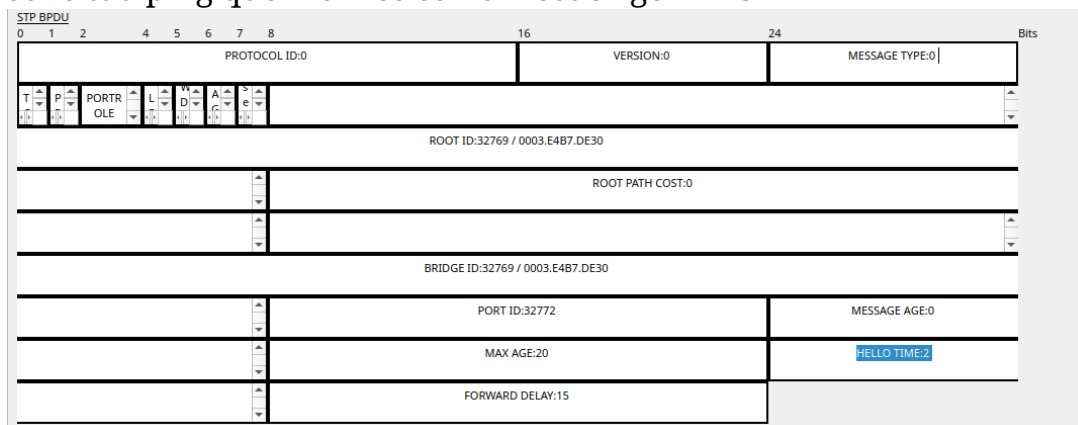 STP BPDU
0 1 2 4 5 6 7 8 16 24 Bits
PROTOCOL ID:0 VERSION:0 MESSAGE TYPE:0
T P PORTR L W A s
OLE D e
ROOT ID:32769 / 0003.E4B7.DE30
ROOT PATH COST:0
BRIDGE ID:32769 / 0003.E4B7.DE30
PORT ID:32772 MESSAGE AGE:0
MAX AGE:20 HELLO TIME:2
FORWARD DELAY:15